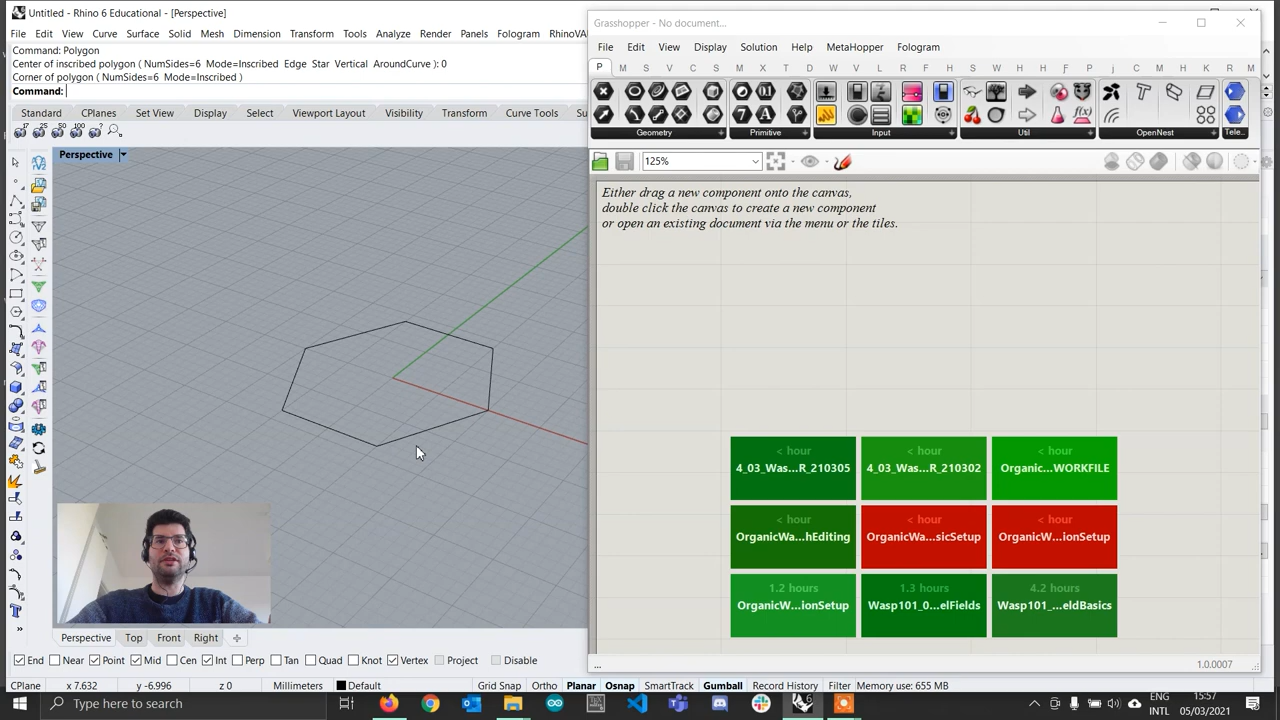 Untitled - Rhino 6 Educational - [Perspective]
File Edit View Curve Surface Solid Mesh Dimension Transform Tools Analyze Render Panels Fologram RhinoVA
Command: Polygon
Center of inscribed polygon ( NumSides=6 Mode=Inscribed Edge Star Vertical AroundCurve ): 0
Corner of polygon ( NumSides=6 Mode=Inscribed )
Command:
Standard CPlanes Set View Display Select Viewport Layout Visibility Transform Curve Tools Su
Perspective
Grasshopper - No document...
File Edit View Display Solution Help MetaHopper Fologram
Geometry Primitive Input Util OpenNest Tele...
125%
Either drag a new component onto the canvas,
double click the canvas to create a new component
or open an existing document via the menu or the tiles.
< hour < hour < hour
4_03_Was...R_210305 4_03_Was...R_210302 Organic...WORKFILE
< hour < hour < hour
OrganicWa...hEditing OrganicWa...sicSetup OrganicW...ionSetup
1.2 hours 1.3 hours 4.2 hours
OrganicW...ionSetup Wasp101_0...elFields Wasp101_...eldBasics
... 1.0.0007
Perspective Top Front Right
End Near Point Mid Cen Int Perp Tan Quad Knot Vertex Project Disable
CPlane x 7.632 y -6.996 z 0 Millimeters Default Grid Snap Ortho Planar Osnap SmartTrack Gumball Record History Filter Memory use: 655 MB
Type here to search
ENG 15:57
INTL 05/03/2021